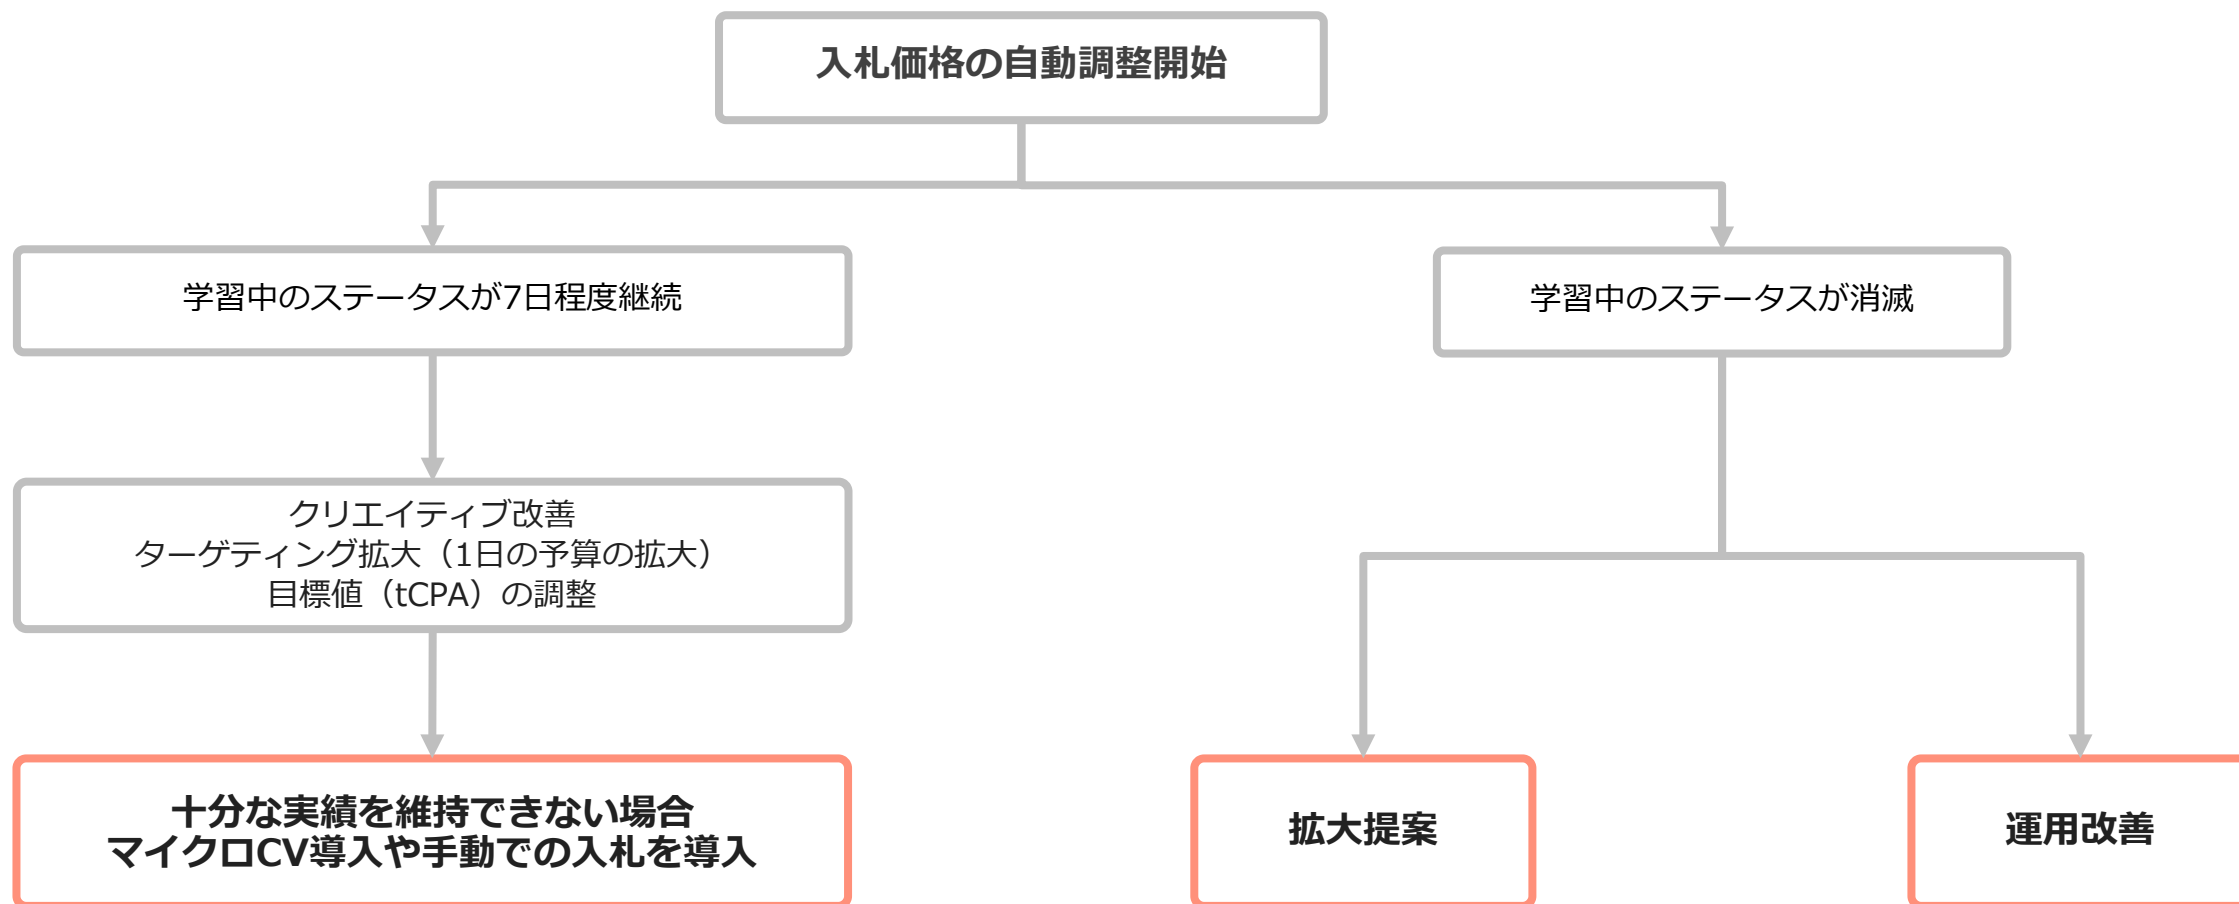 入札価格の自動調整開始
学習中のステータスが7日程度継続
学習中のステータスが消滅
クリエイティブ改善
ターゲティング拡大（1日の予算の拡大）
目標値（tCPA）の調整
十分な実績を維持できない場合
マイクロCV導入や手動での入札を導入
拡大提案
運用改善